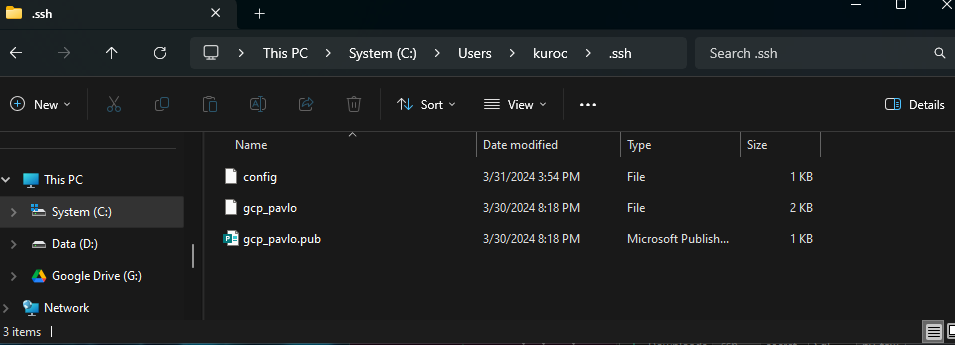 .ssh
This PC > System (C:) > Users > kuroc > .ssh
Search .ssh
New
Sort
View
Details
Name Date modified Type Size
config 3/31/2024 3:54 PM File 1 KB
gcp_pavlo 3/30/2024 8:18 PM File 2 KB
gcp_pavlo.pub 3/30/2024 8:18 PM Microsoft Publish... 1 KB
This PC
System (C:)
Data (D:)
Google Drive (G:)
Network
3 items